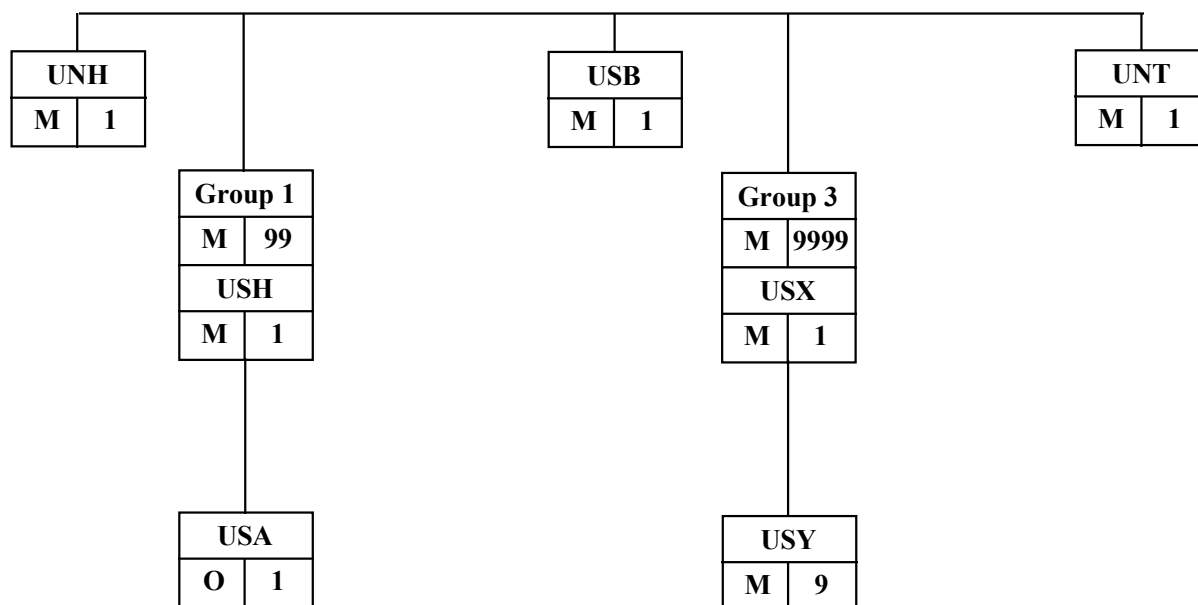 UNH USB UNT
M 1 M 1 M 1
Group 1 Group 3
M 99 M 9999
USH USX
M 1 M 1
USA USY
O 1 M 9